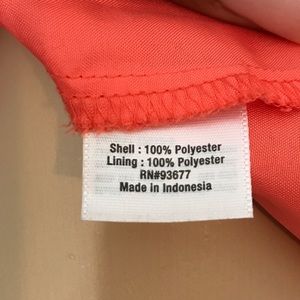 Shell : 100% Polyester
Lining : 100% Polyester
RN#93677
Made in Indonesia